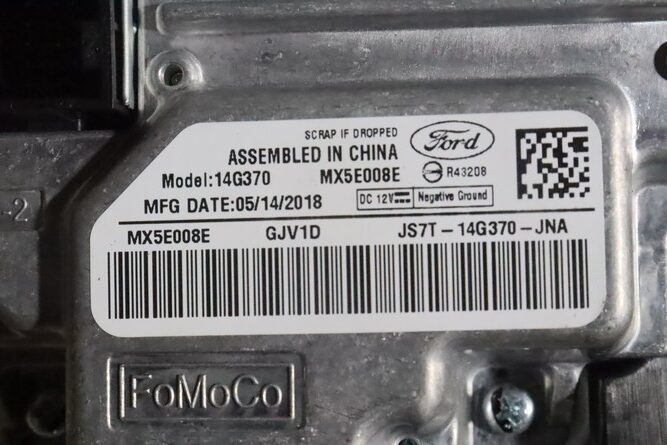 SCRAP IF DROPPED
Ford
ASSEMBLED IN CHINA
Model:14G370 MX5E008E R43208
MFG DATE:05/14/2018 DC 12V Negative Ground
MX5E008E GJV1D JS7T-14G370-JNA
FoMoCo
-2